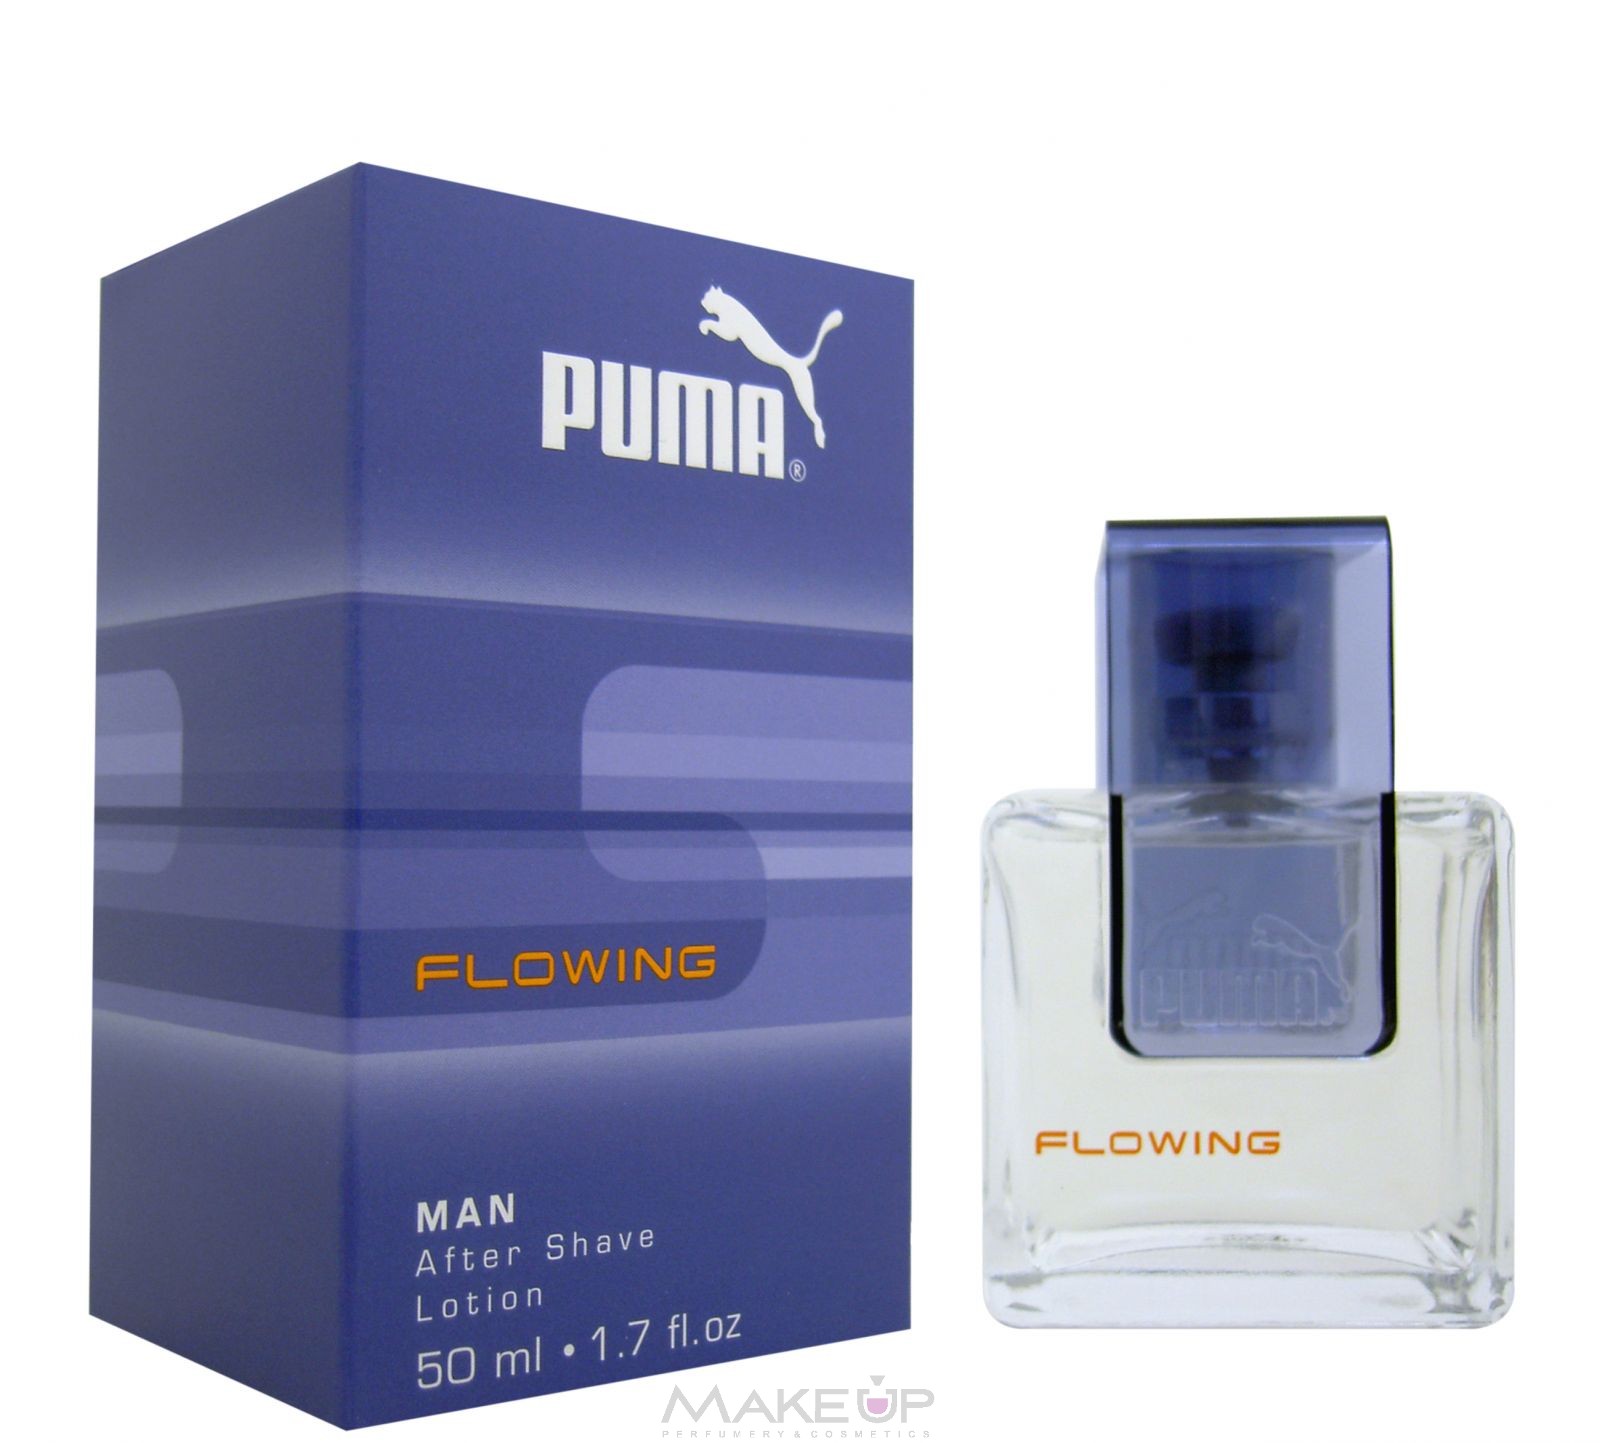 PUMA®
FLOWING
MAN
After Shave
Lotion
50 ml • 1.7 fl.oz
PUMA
FLOWING
MAKEUP
PERFUMERY & COSMETICS